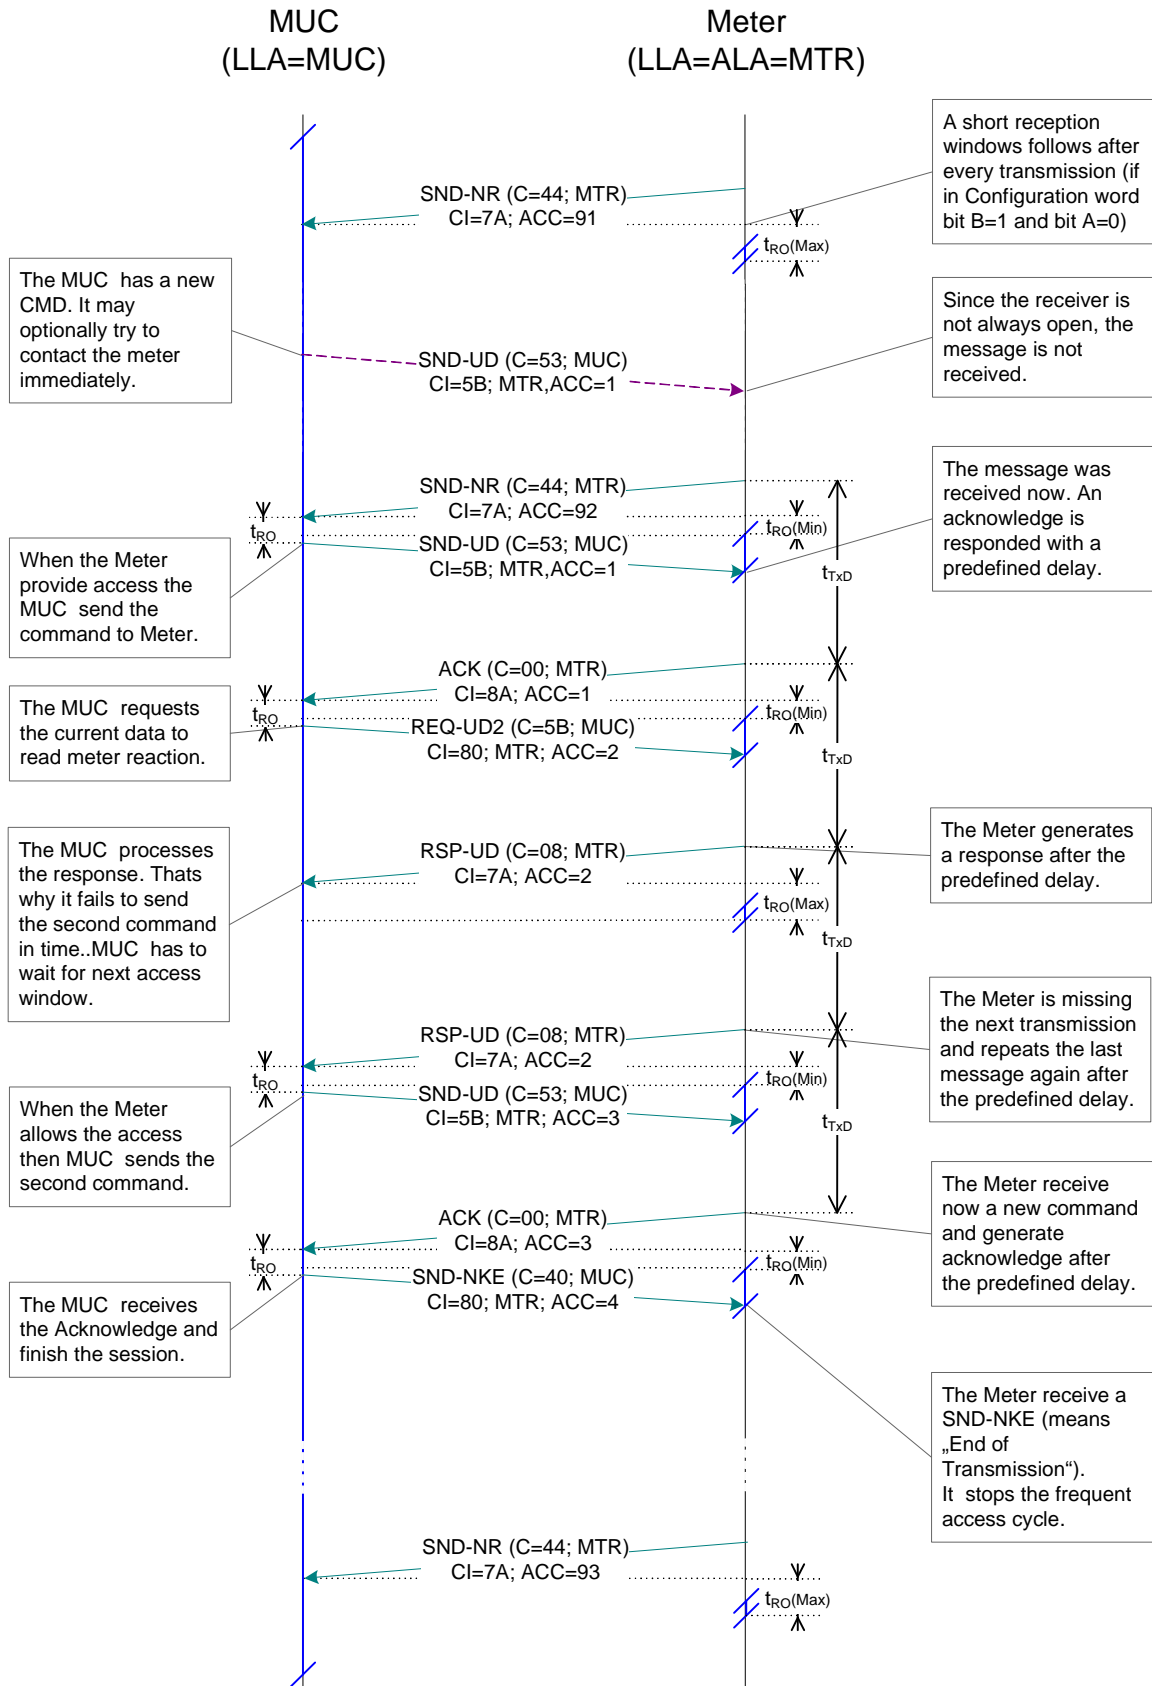 MUC
(LLA=MUC)
Meter
(LLA=ALA=MTR)
A short reception
windows follows after
every transmission (if
in Configuration word
bit B=1 and bit A=0)
SND-NR (C=44; MTR)
CI=7A; ACC=91
tRO(Max)
The MUC  has a new
CMD. It may
optionally try to
contact the meter
immediately.
Since the receiver is
not always open, the
message is not
received.
SND-UD (C=53; MUC)
CI=5B; MTR,ACC=1
The message was
received now. An
acknowledge is
responded with a
predefined delay.
SND-NR (C=44; MTR)
CI=7A; ACC=92
tRO
tRO(Min)
SND-UD (C=53; MUC)
CI=5B; MTR,ACC=1
tTxD
When the Meter
provide access the
MUC  send the
command to Meter.
ACK (C=00; MTR)
CI=8A; ACC=1
tRO
tRO(Min)
The MUC  requests
the current data to
read meter reaction.
REQ-UD2 (C=5B; MUC)
CI=80; MTR; ACC=2
tTxD
The Meter generates
a response after the
predefined delay.
The MUC  processes
the response. Thats
why it fails to send
the second command
in time..MUC  has to
wait for next access
window.
RSP-UD (C=08; MTR)
CI=7A; ACC=2
tRO(Max)
tTxD
The Meter is missing
the next transmission
and repeats the last
message again after
the predefined delay.
RSP-UD (C=08; MTR)
CI=7A; ACC=2
tRO
tRO(Min)
SND-UD (C=53; MUC)
CI=5B; MTR; ACC=3
tTxD
When the Meter
allows the access
then MUC  sends the
second command.
The Meter receive
now a new command
and generate
acknowledge after
the predefined delay.
ACK (C=00; MTR)
CI=8A; ACC=3
tRO
tRO(Min)
SND-NKE (C=40; MUC)
CI=80; MTR; ACC=4
The MUC  receives
the Acknowledge and
finish the session.
The Meter receive a
SND-NKE (means
„End of
Transmission“).
It  stops the frequent
access cycle.
SND-NR (C=44; MTR)
CI=7A; ACC=93
tRO(Max)